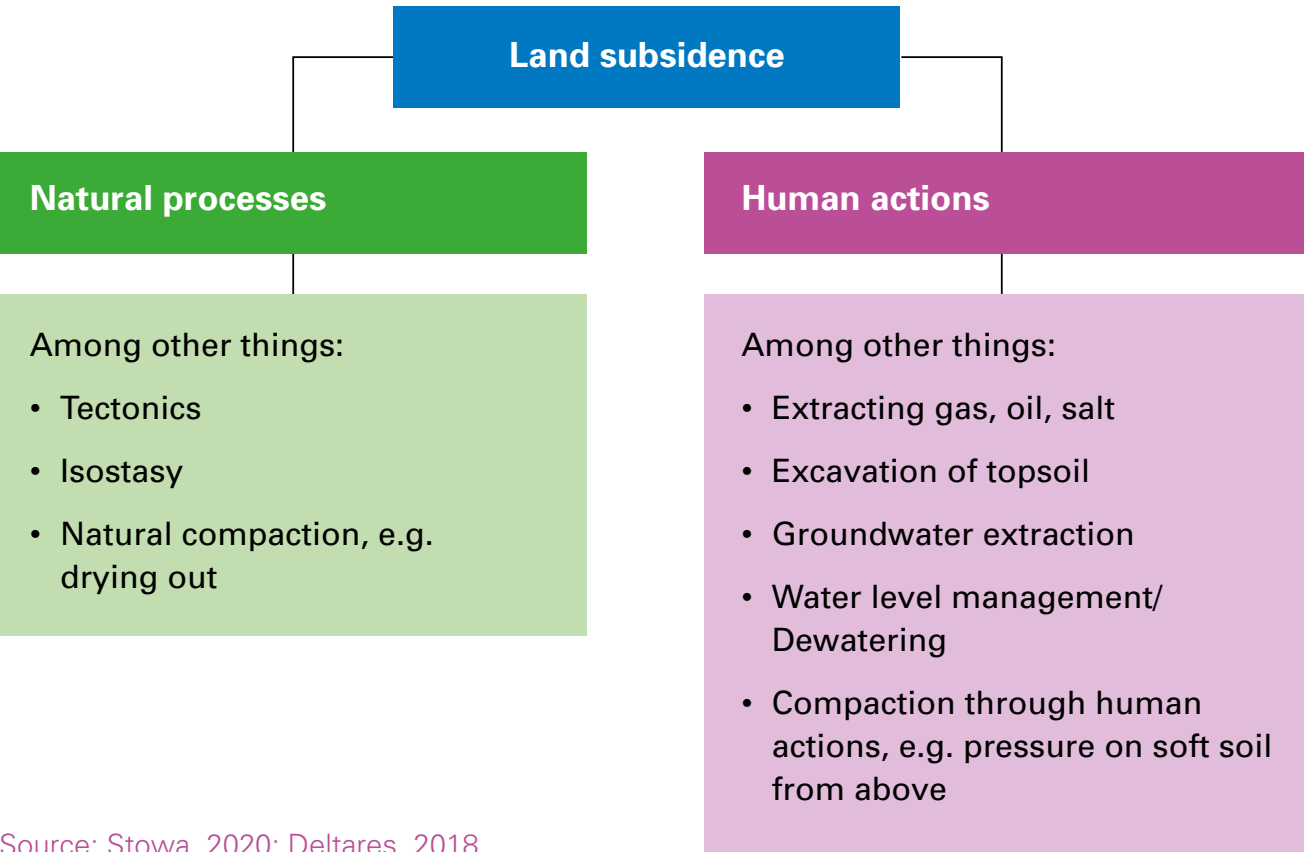 Land subsidence
Natural processes
Among other things:
• Tectonics
• Isostasy
• Natural compaction, e.g.
drying out
Human actions
Among other things:
• Extracting gas, oil, salt
• Excavation of topsoil
• Groundwater extraction
• Water level management/
Dewatering
• Compaction through human
actions, e.g. pressure on soft soil
from above
Source: Stowa, 2020; Deltares, 2018